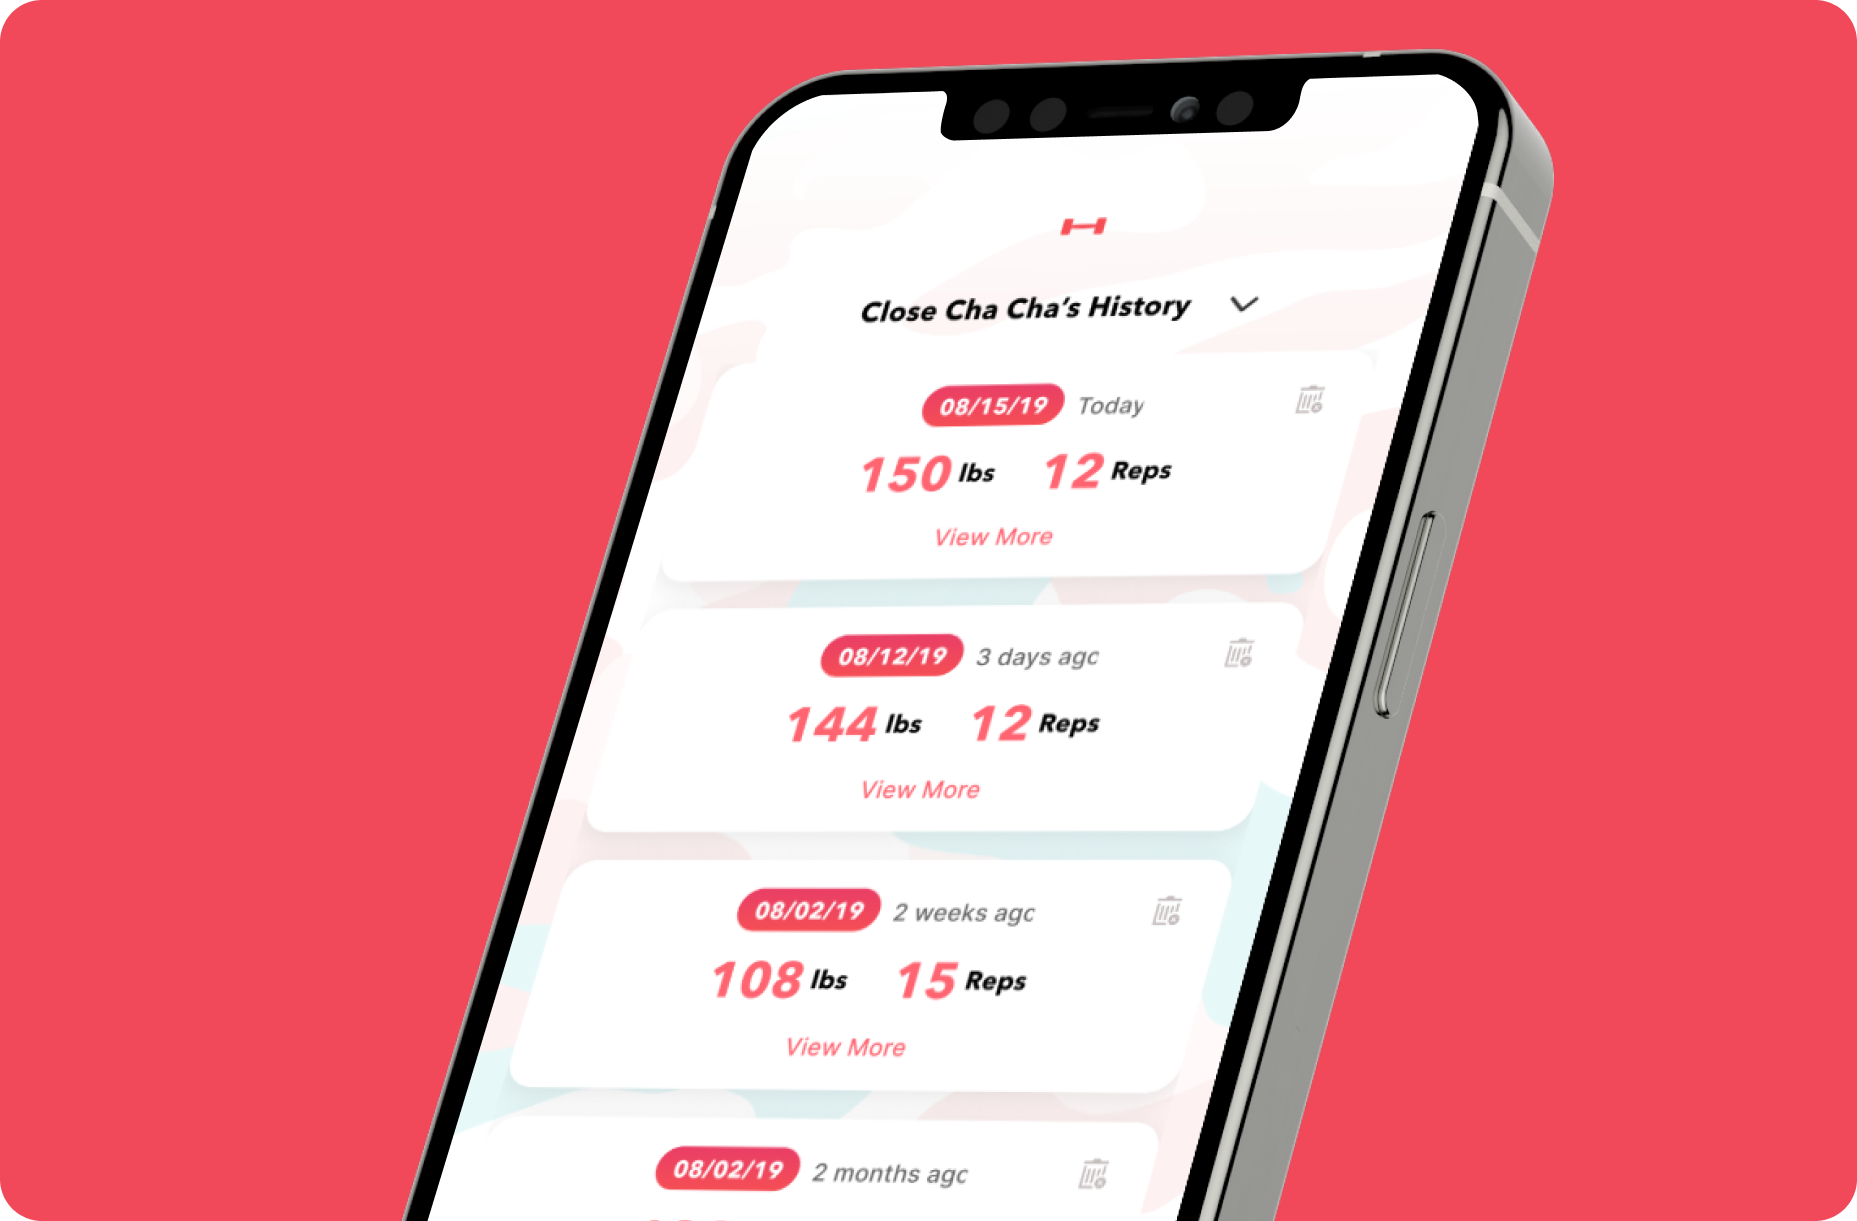 Close Cha Cha’s History
08/15/19 Today
150 lbs 12 Reps
View More
08/12/19 3 days agc
144 lbs 12 Reps
View More
08/02/19 2 weeks agc
108 lbs 15 Reps
View More
08/02/19 2 months agc